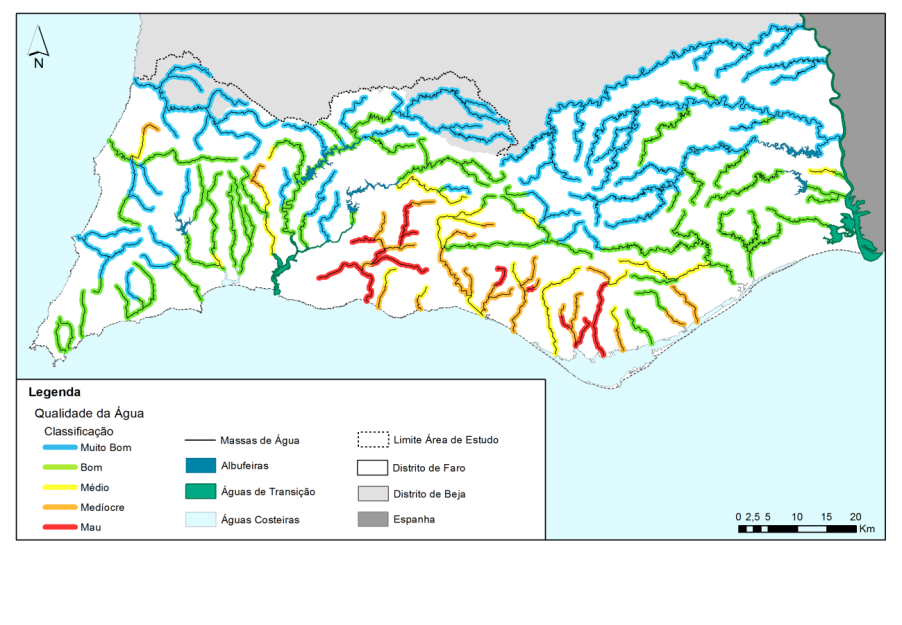 N
Legenda
Qualidade da Água
Classificação
Muito Bom
Bom
Médio
Medíocre
Mau
Massas de Água
Albufeiras
Águas de Transição
Águas Costeiras
Limite Área de Estudo
Distrito de Faro
Distrito de Beja
Espanha
0 2,5 5 10 15 20
Km